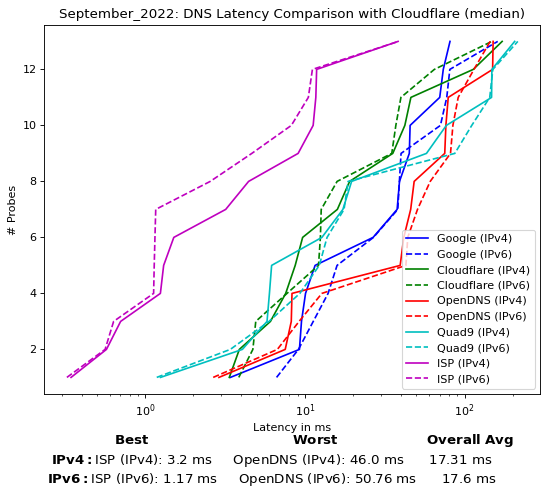 September_2022: DNS Latency Comparison with Cloudflare (median)
# Probes
12
10
8
6
4
2
Google (IPv4)
Google (IPv6)
Cloudflare (IPv4)
Cloudflare (IPv6)
OpenDNS (IPv4)
OpenDNS (IPv6)
Quad9 (IPv4)
Quad9 (IPv6)
ISP (IPv4)
ISP (IPv6)
10⁰ 10¹ 10²
Latency in ms
Best Worst Overall Avg
IPv4: ISP (IPv4): 3.2 ms OpenDNS (IPv4): 46.0 ms 17.31 ms
IPv6: ISP (IPv6): 1.17 ms OpenDNS (IPv6): 50.76 ms 17.6 ms